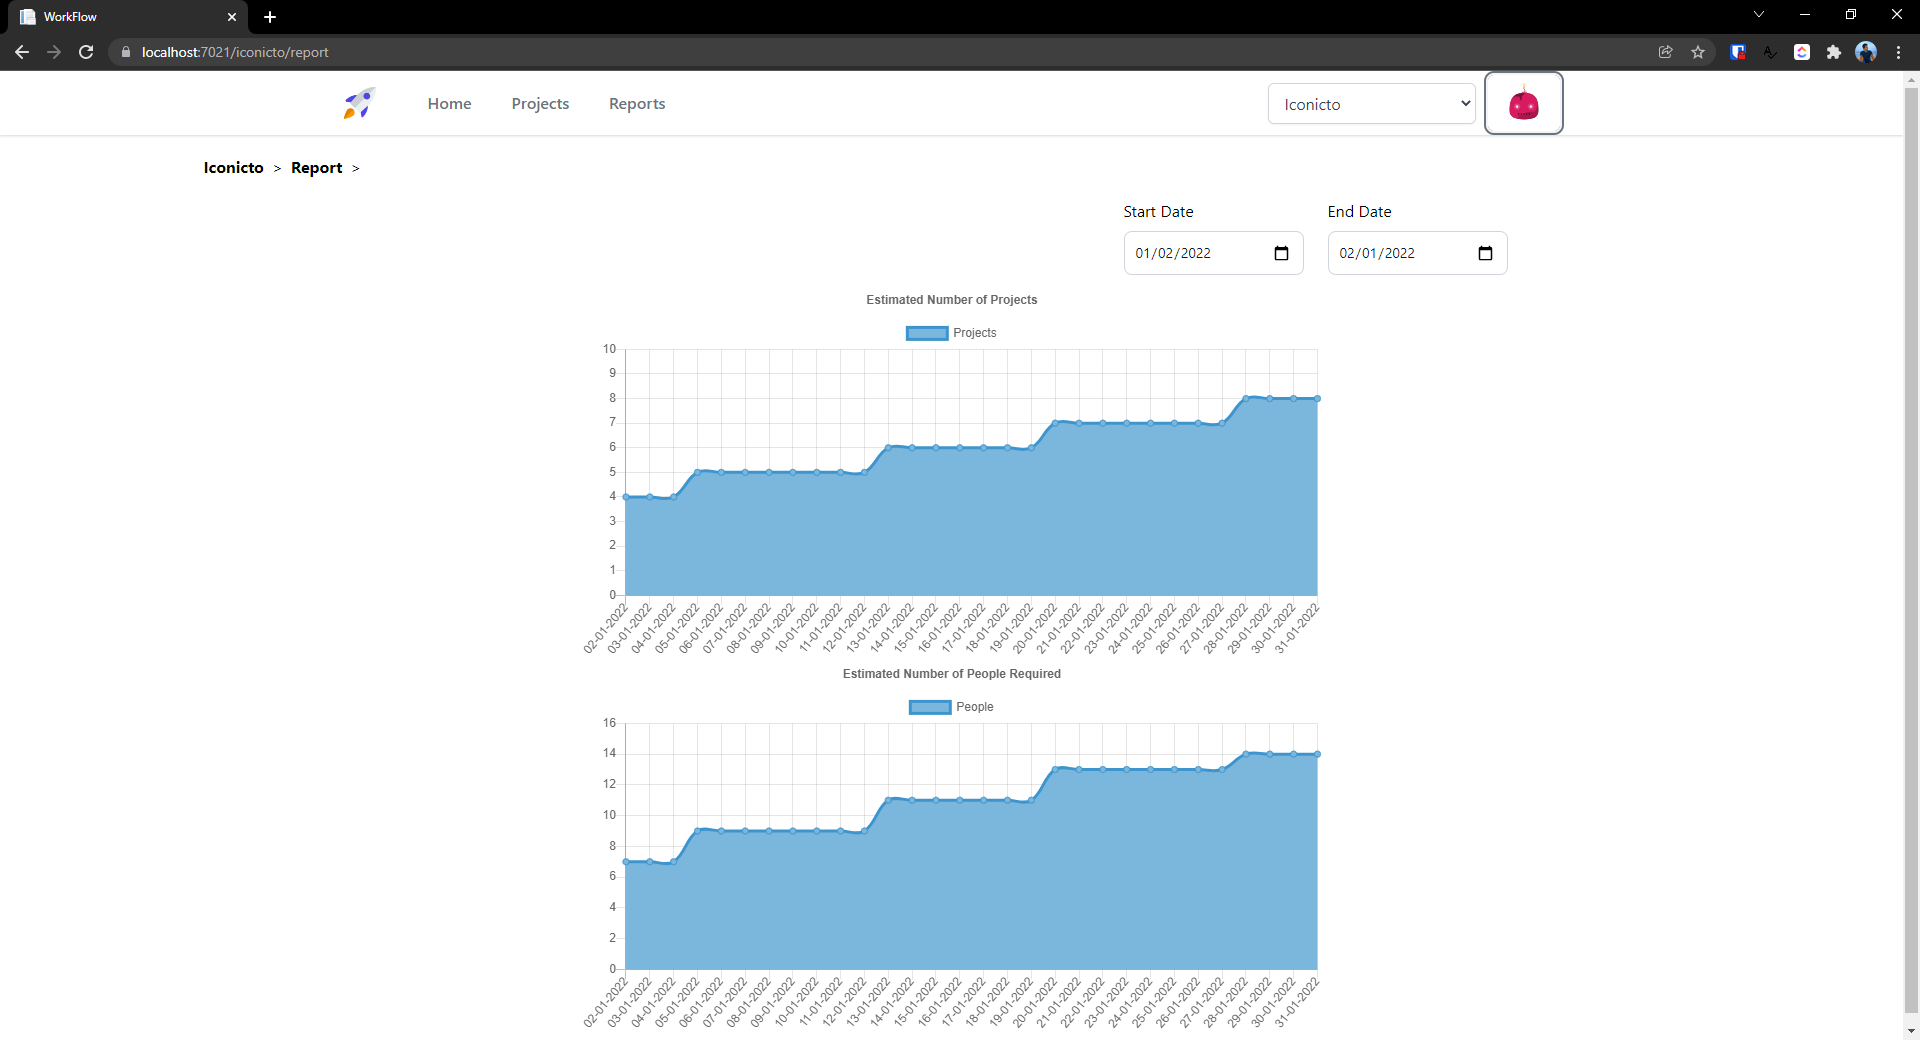 WorkFlow
localhost:7021/iconicto/report
Home Projects Reports Iconicto
Iconicto > Report >
Start Date End Date
01/02/2022 02/01/2022
Estimated Number of Projects
Projects
10
9
8
7
6
5
4
3
2
1
0
02-01-2022 03-01-2022 04-01-2022 05-01-2022 06-01-2022 07-01-2022 08-01-2022 09-01-2022 10-01-2022 11-01-2022 12-01-2022 13-01-2022 14-01-2022 15-01-2022 16-01-2022 17-01-2022 18-01-2022 19-01-2022 20-01-2022 21-01-2022 22-01-2022 23-01-2022 24-01-2022 25-01-2022 26-01-2022 27-01-2022 28-01-2022 29-01-2022 30-01-2022 31-01-2022
Estimated Number of People Required
People
16
14
12
10
8
6
4
2
0
02-01-2022 03-01-2022 04-01-2022 05-01-2022 06-01-2022 07-01-2022 08-01-2022 09-01-2022 10-01-2022 11-01-2022 12-01-2022 13-01-2022 14-01-2022 15-01-2022 16-01-2022 17-01-2022 18-01-2022 19-01-2022 20-01-2022 21-01-2022 22-01-2022 23-01-2022 24-01-2022 25-01-2022 26-01-2022 27-01-2022 28-01-2022 29-01-2022 30-01-2022 31-01-2022